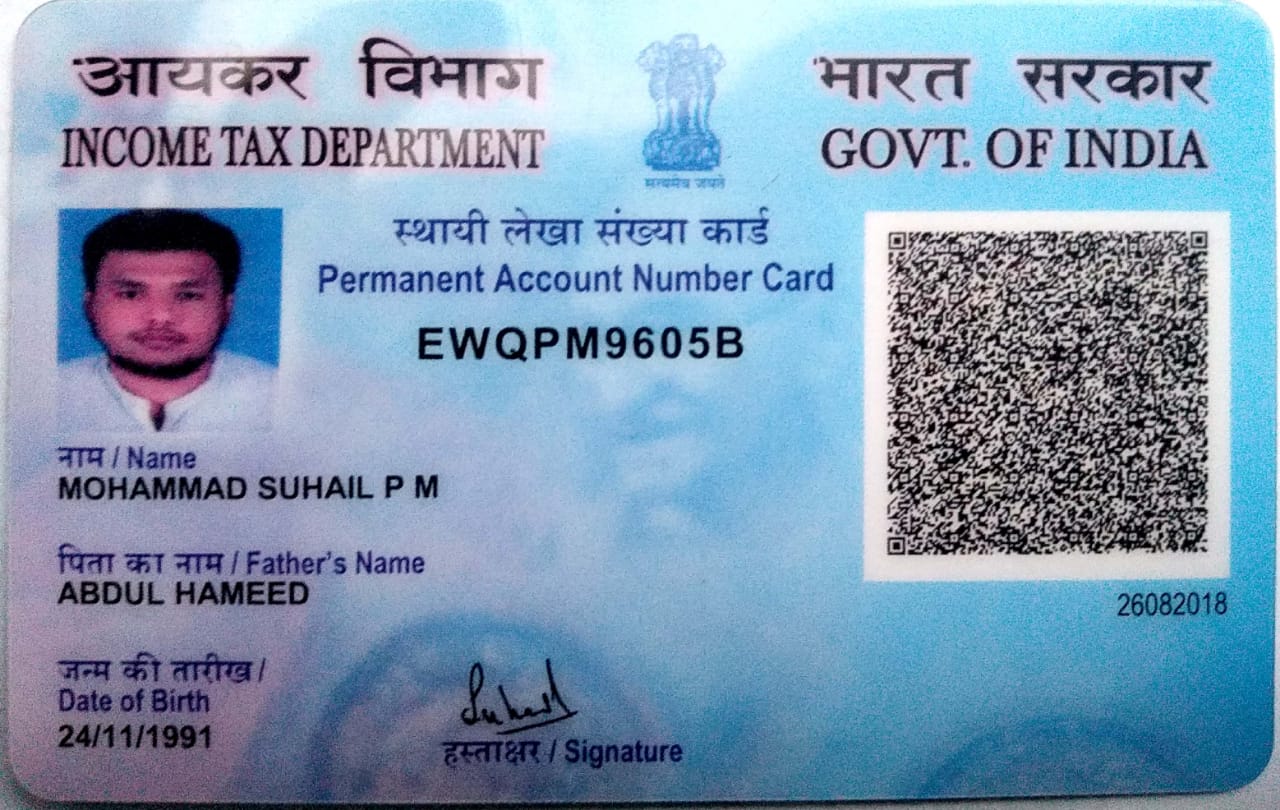 आयकर विभाग
INCOME TAX DEPARTMENT
सत्यमेव जयते
भारत सरकार
GOVT. OF INDIA
स्थायी लेखा संख्या कार्ड
Permanent Account Number Card
EWQPM9605B
नाम / Name
MOHAMMAD SUHAIL P M
पिता का नाम / Father's Name
ABDUL HAMEED
26082018
जन्म की तारीख /
Date of Birth
24/11/1991
Suhail
हस्ताक्षर / Signature